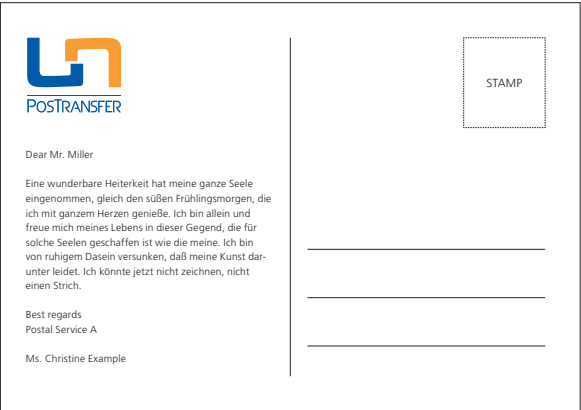 PosTransfer
STAMP
Dear Mr. Miller
Eine wunderbare Heiterkeit hat meine ganze Seele
eingenommen, gleich den süßen Frühlingsmorgen, die
ich mit ganzem Herzen genieße. Ich bin allein und
freue mich meines Lebens in dieser Gegend, die für
solche Seelen geschaffen ist wie die meine. Ich bin
von ruhigem Dasein versunken, daß meine Kunst dar-
unter leidet. Ich könnte jetzt nicht zeichnen, nicht
einen Strich.
Best regards
Postal Service A
Ms. Christine Example